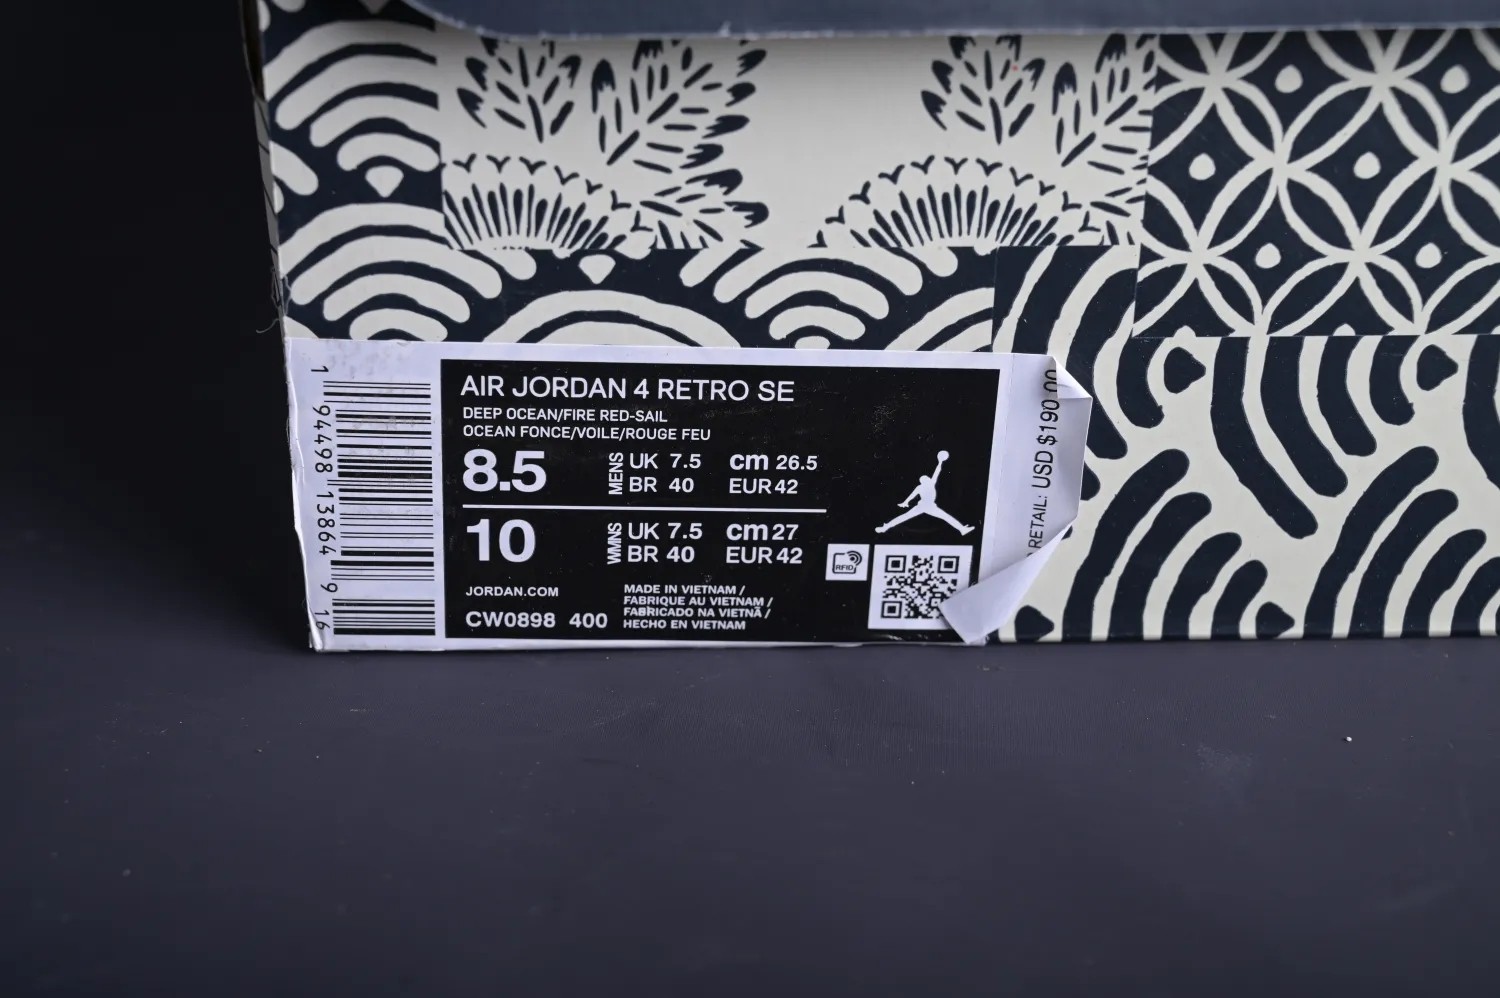 AIR JORDAN 4 RETRO SE
DEEP OCEAN/FIRE RED-SAIL
OCEAN FONCE/VOILE/ROUGE FEU
8.5 MENS UK 7.5 cm 26.5
BR 40 EUR 42
10 WMNS UK 7.5 cm 27
BR 40 EUR 42
JORDAN.COM
CW0898 400
MADE IN VIETNAM /
FABRIQUE AU VIETNAM /
FABRICADO NA VIETNÃ /
HECHO EN VIETNAM
RFID
1 94498 13864 9 16
RETAIL: USD $190.00